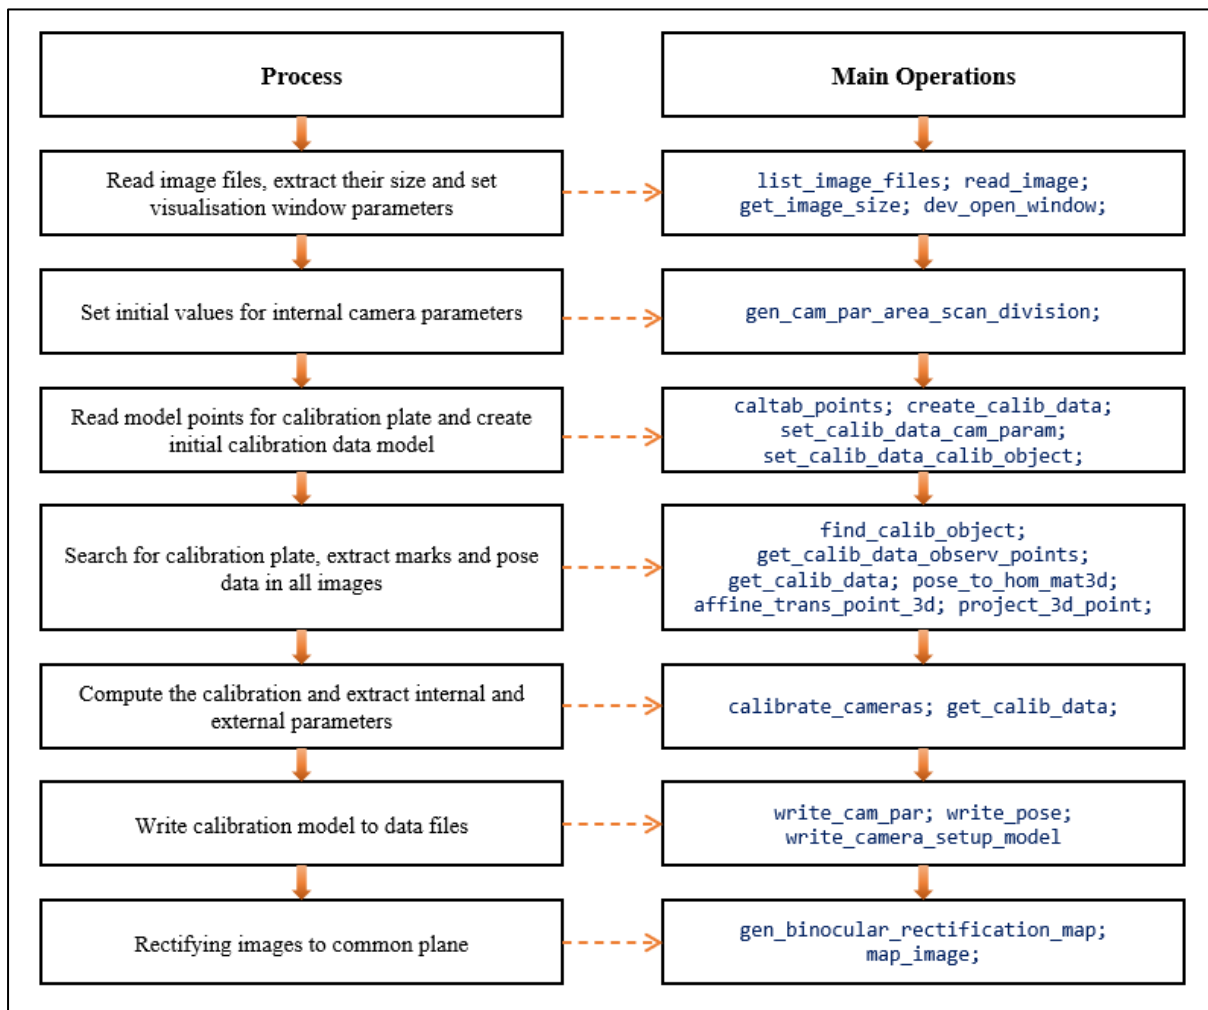 Process
Main Operations
Read image files, extract their size and set
visualisation window parameters
list_image_files; read_image;
get_image_size; dev_open_window;
Set initial values for internal camera parameters
gen_cam_par_area_scan_division;
Read model points for calibration plate and create
initial calibration data model
caltab_points; create_calib_data;
set_calib_data_cam_param;
set_calib_data_calib_object;
Search for calibration plate, extract marks and pose
data in all images
find_calib_object;
get_calib_data_observ_points;
get_calib_data; pose_to_hom_mat3d;
affine_trans_point_3d; project_3d_point;
Compute the calibration and extract internal and
external parameters
calibrate_cameras; get_calib_data;
Write calibration model to data files
write_cam_par; write_pose;
write_camera_setup_model
Rectifying images to common plane
gen_binocular_rectification_map;
map_image;